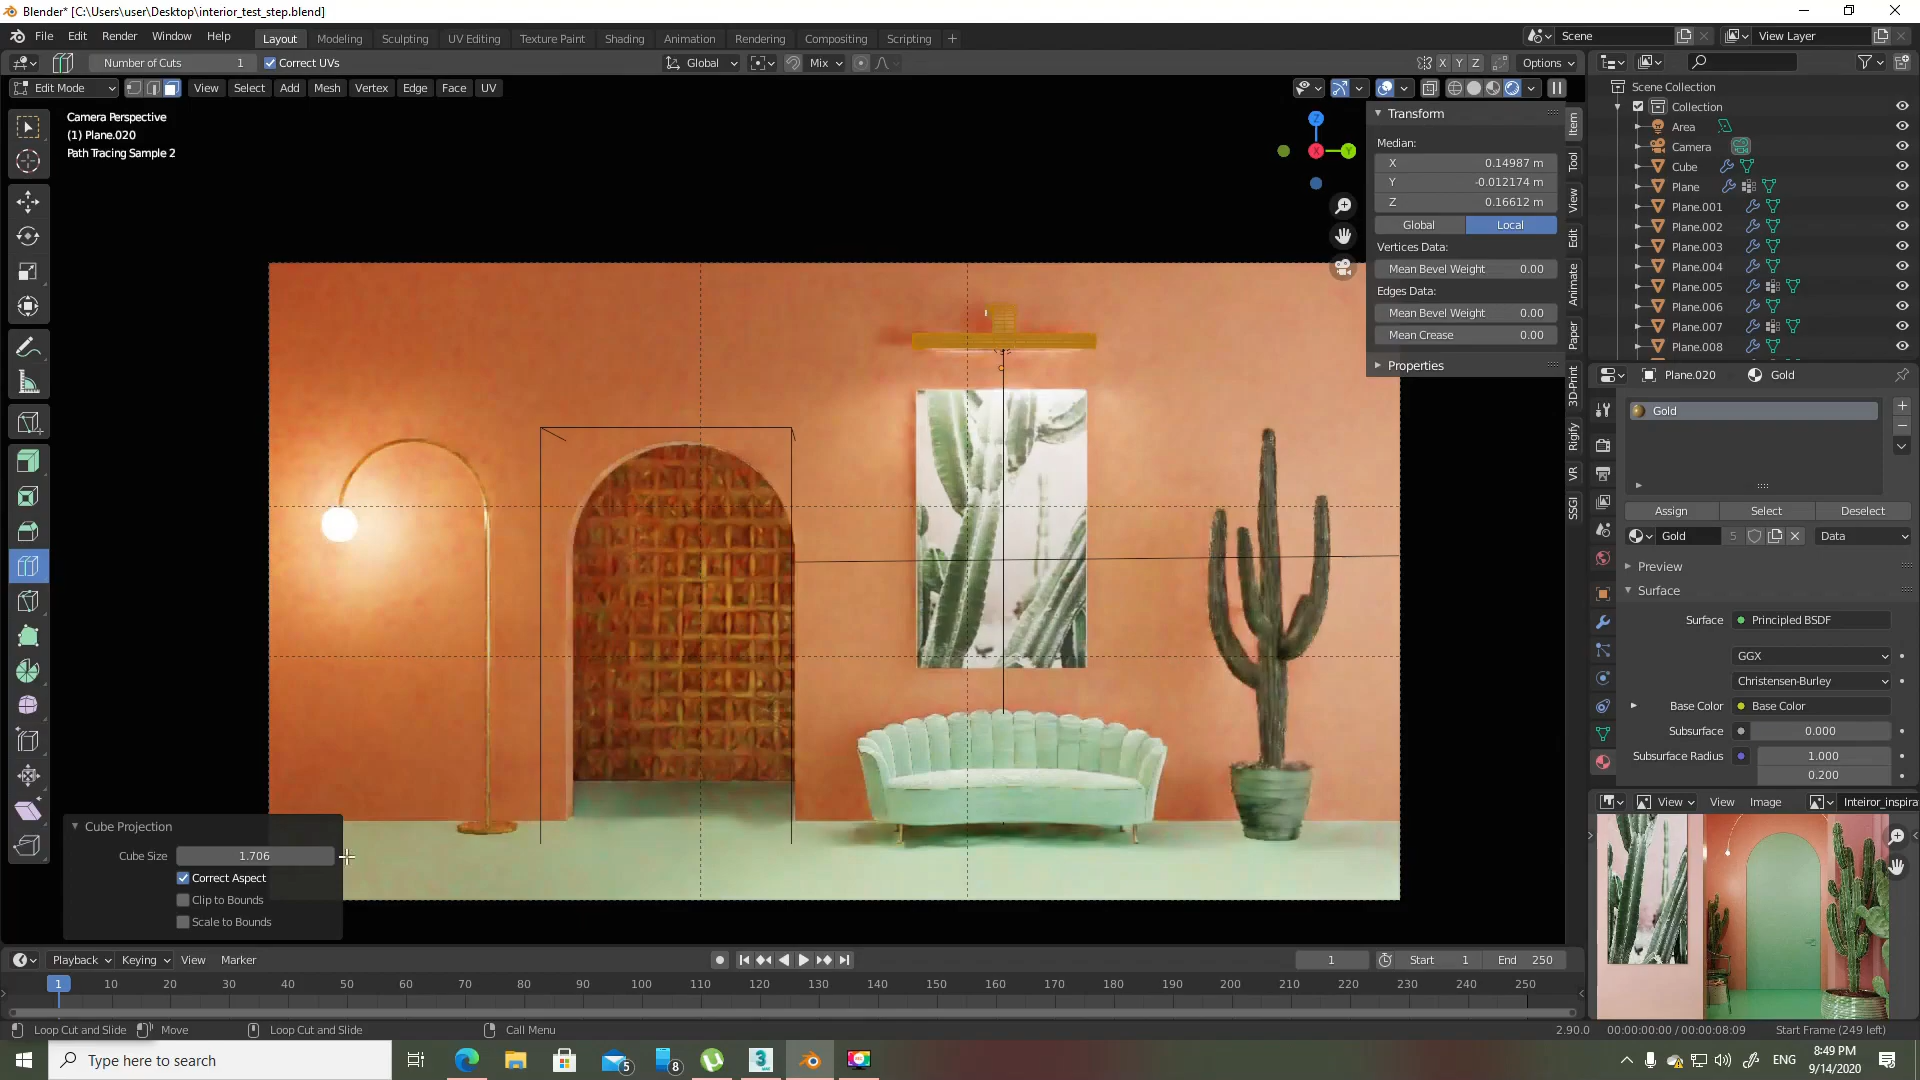 Blender* [C:\Users\user\Desktop\interior_test_step.blend]
File Edit Render Window Help Layout Modeling Sculpting UV Editing Texture Paint Shading Animation Rendering Compositing Scripting + Scene View Layer
Number of Cuts 1 Correct UVs Global Mix X Y Z Options
Edit Mode View Select Add Mesh Vertex Edge Face UV
Camera Perspective
(1) Plane.020
Path Tracing Sample 2
Z
X
Y
Transform
Median:
X 0.14987 m
Y -0.012174 m
Z 0.16612 m
Global Local
Vertices Data:
Mean Bevel Weight 0.00
Edges Data:
Mean Bevel Weight 0.00
Mean Crease 0.00
Properties
Item
Tool
View
Edit
Animate
Paper
3D-Print
Rigify
VR
SSGI
Scene Collection
Collection
Area
Camera
Cube
Plane
Plane.001
Plane.002
Plane.003
Plane.004
Plane.005
Plane.006
Plane.007
Plane.008
Plane.020 Gold
Gold
Assign Select Deselect
Gold 5 Data
Preview
Surface
Surface Principled BSDF
GGX
Christensen-Burley
Base Color Base Color
Subsurface 0.000
Subsurface Radius 1.000
0.200
View View Image Inteiror_inspira
Cube Projection
Cube Size 1.706
Correct Aspect
Clip to Bounds
Scale to Bounds
Playback Keying View Marker 1 Start 1 End 250
1 10 20 30 40 50 60 70 80 90 100 110 120 130 140 150 160 170 180 190 200 210 220 230 240 250
Loop Cut and Slide Move Loop Cut and Slide Call Menu 2.90.0 00:00:00:00 / 00:00:08:09 Start Frame (249 left)
Type here to search 5 8 3 ENG 8:49 PM
9/14/2020